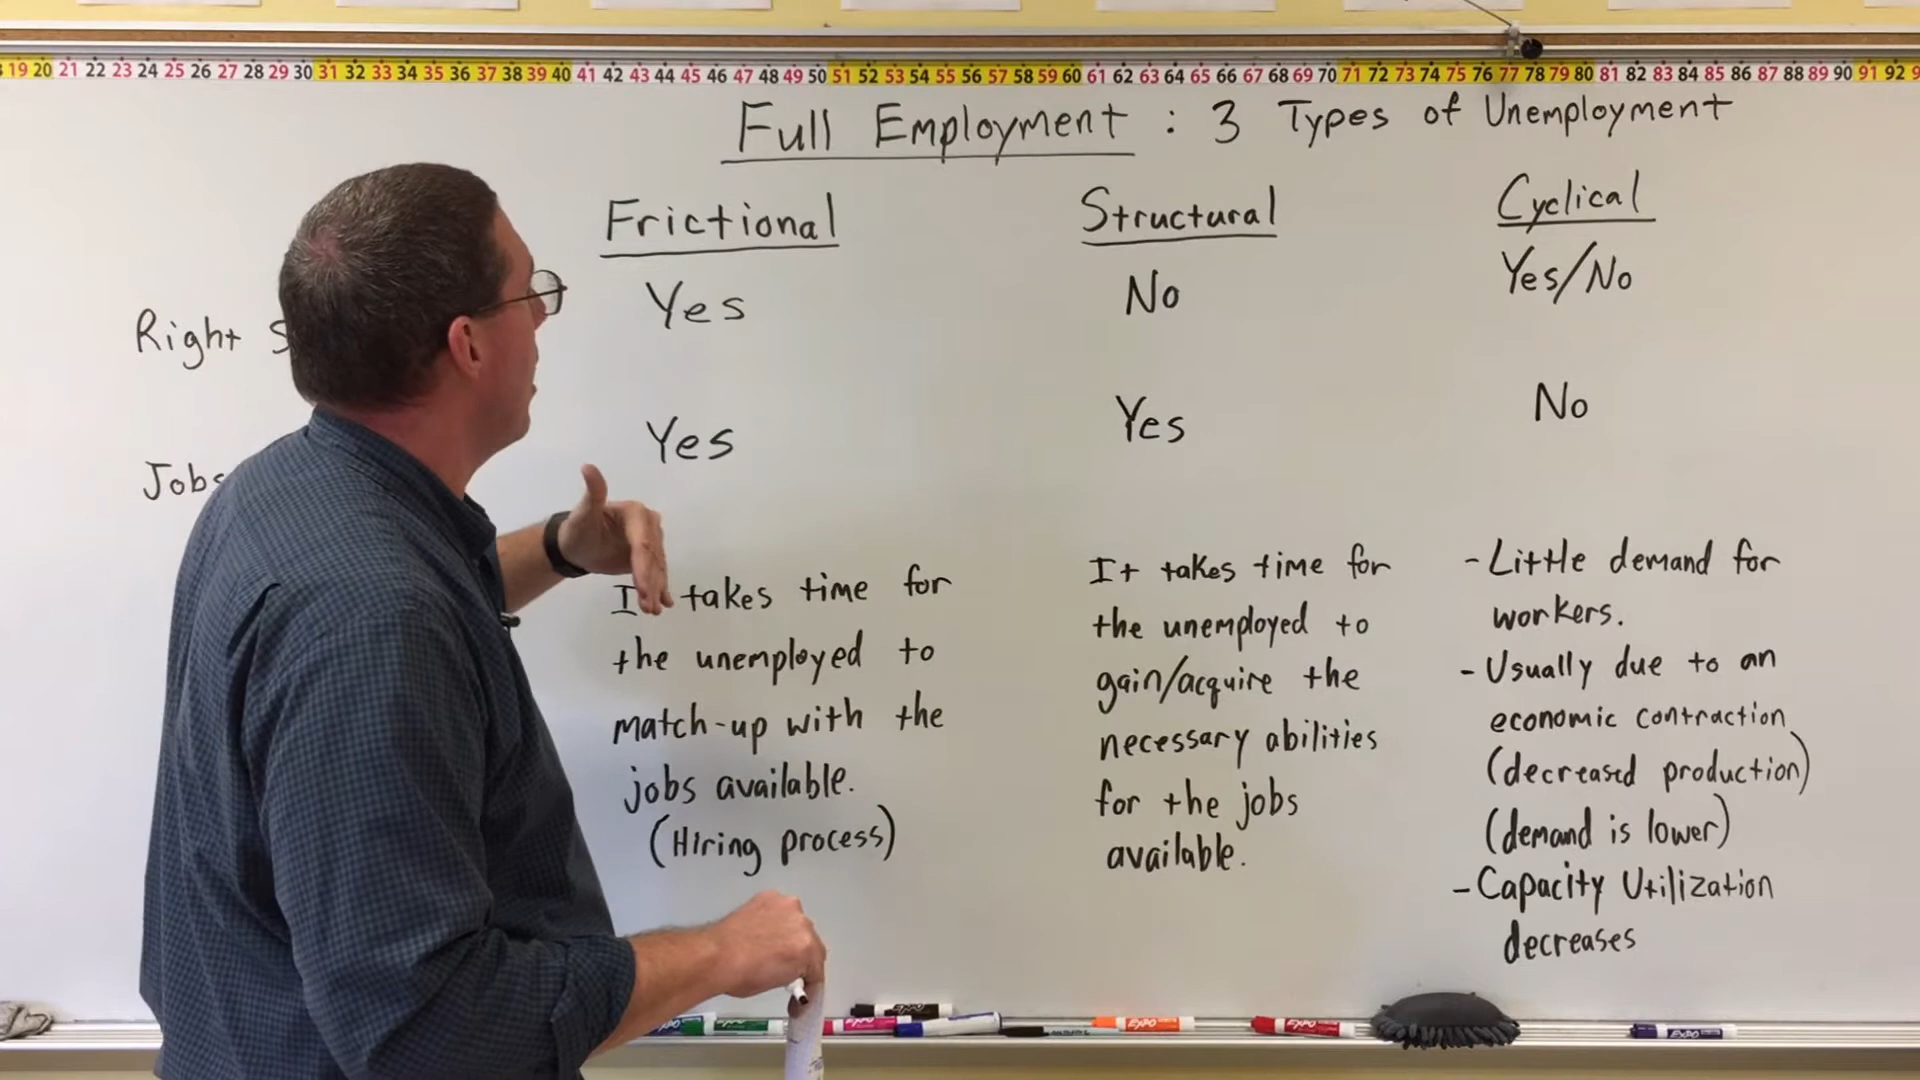 19 20 21 22 23 24 25 26 27 28 29 30 31 32 33 34 35 36 37 38 39 40 41 42 43 44 45 46 47 48 49 50 51 52 53 54 55 56 57 58 59 60 61 62 63 64 65 66 67 68 69 70 71 72 73 74 75 76 77 78 79 80 81 82 83 84 85 86 87 88 89 90 91 92
Full Employment : 3 Types of Unemployment
Frictional Structural Cyclical
Right Yes No Yes/No
Jobs Yes Yes No
It takes time for
the unemployed to
match-up with the
jobs available.
(Hiring process)
It takes time for
the unemployed to
gain/acquire the
necessary abilities
for the jobs
available.
- Little demand for
workers.
- Usually due to an
economic contraction
(decreased production)
(demand is lower)
- Capacity Utilization
decreases
EXPO
EXPO
EXPO
EXPO
EXPO
EXPO